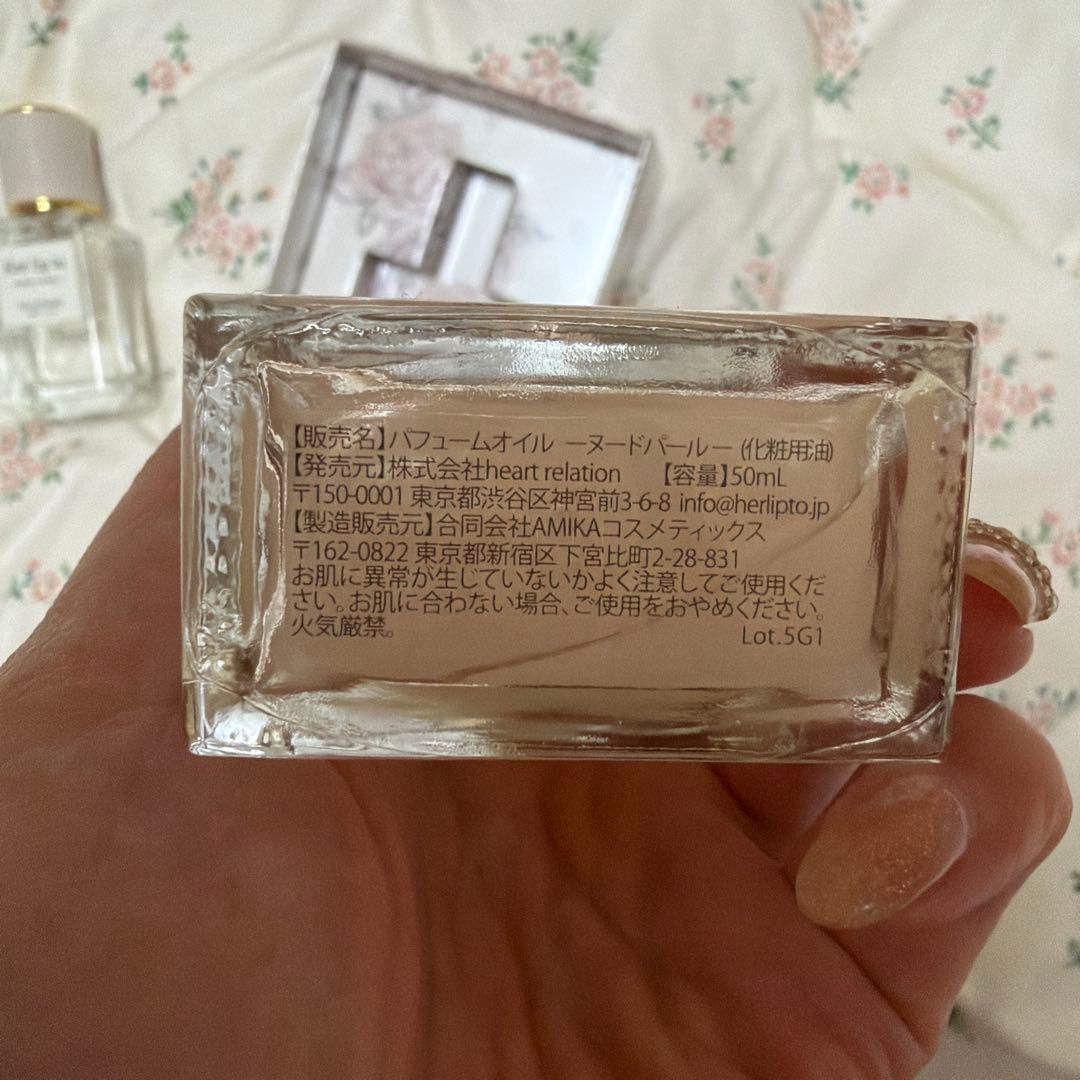 【販売名】パフュームオイル ーヌードパールー (化粧用油)
【発売元】株式会社heart relation 【容量】50mL
〒150-0001 東京都渋谷区神宮前3-6-8 info@herlipto.jp
【製造販売元】合同会社AMIKAコスメティックス
〒162-0822 東京都新宿区下宮比町2-28-831
お肌に異常が生じていないかよく注意してご使用くだ
さい。お肌に合わない場合、ご使用をおやめください。
火気厳禁。 Lot.5G1